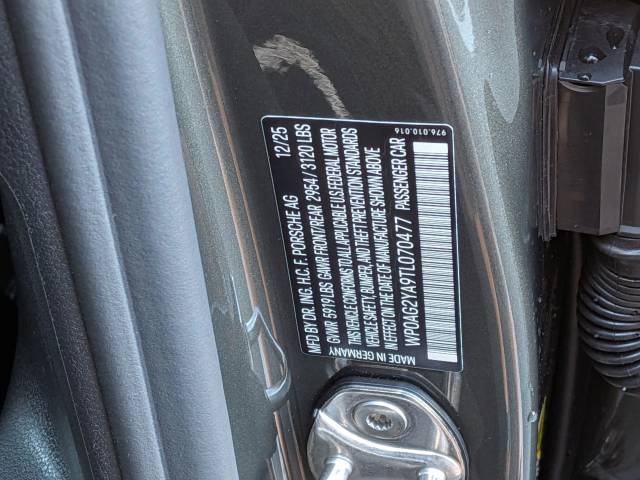 MFD BY DR. ING. H.C. F. PORSCHE AG 12/25
GVWR 5919 LBS GAWR FRONT/REAR 2954 / 3120 LBS
THIS VEHICLE CONFORMS TO ALL APPLICABLE U.S. FEDERAL MOTOR
VEHICLE SAFETY, BUMPER, AND THEFT PREVENTION STANDARDS
IN EFFECT ON THE DATE OF MANUFACTURE SHOWN ABOVE
WP0AG2YA9TL070477 PASSENGER CAR
MADE IN GERMANY
976.010.016